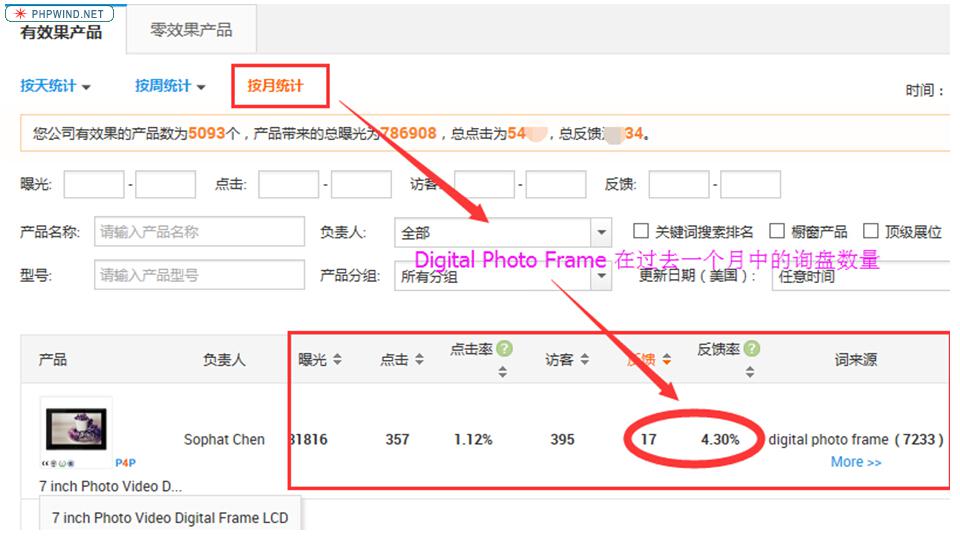 PHPWIND.NET
有效果产品 零效果产品
按天统计 按周统计 按月统计 时间：
您公司有效果的产品数为5093个，产品带来的总曝光为786908，总点击为54 ，总反馈 34。
曝光: - 点击: - 访客: - 反馈: -
产品名称: 请输入产品名称 负责人: 全部 关键词搜索排名 橱窗产品 顶级展位
Digital Photo Frame 在过去一个月中的询盘数量
型号: 请输入产品型号 产品分组: 所有分组 更新日期（美国）: 任意时间
产品 负责人 曝光 点击 点击率 ? 访客 反馈 反馈率 ? 词来源
Sophat Chen 31816 357 1.12% 395 17 4.30% digital photo frame ( 7233 )
P4P More >>
7 inch Photo Video D...
7 inch Photo Video Digital Frame LCD